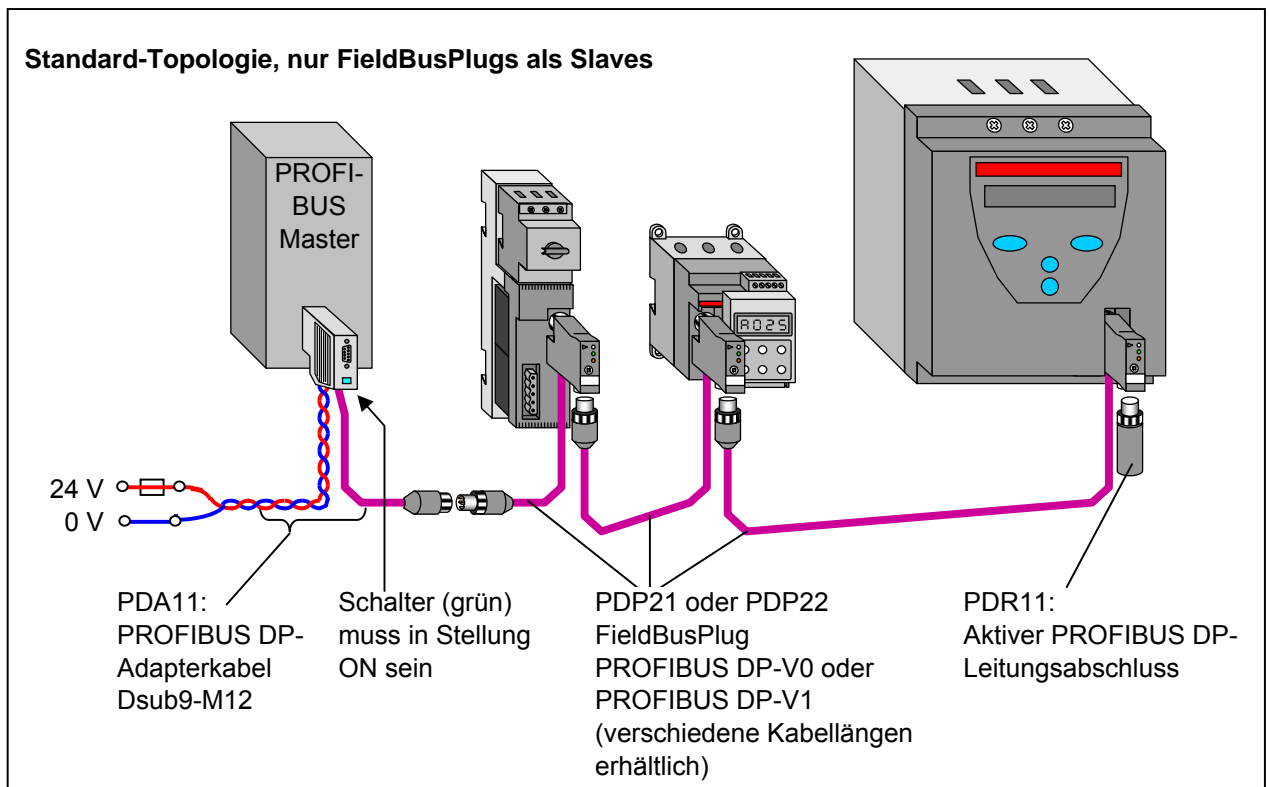 Standard-Topologie, nur FieldBusPlugs als Slaves
PROFI-
BUS
Master
A025
24 V
0 V
PDA11:
PROFIBUS DP-
Adapterkabel
Dsub9-M12
Schalter (grün)
muss in Stellung
ON sein
PDP21 oder PDP22
FieldBusPlug
PROFIBUS DP-V0 oder
PROFIBUS DP-V1
(verschiedene Kabellängen
erhältlich)
PDR11:
Aktiver PROFIBUS DP-
Leitungsabschluss